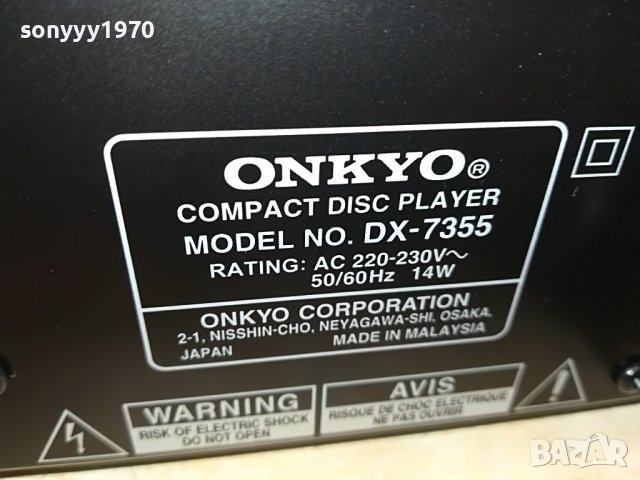 sonyyy1970
ONKYO®
COMPACT DISC PLAYER
MODEL NO. DX-7355
RATING: AC 220-230V~
50/60Hz 14W
ONKYO CORPORATION
2-1, NISSHIN-CHO, NEYAGAWA-SHI, OSAKA,
JAPAN MADE IN MALAYSIA
WARNING
RISK OF ELECTRIC SHOCK
DO NOT OPEN
AVIS
RISQUE DE CHOC ELECTRIQUE
NE PAS OUVRIR
BAZAR